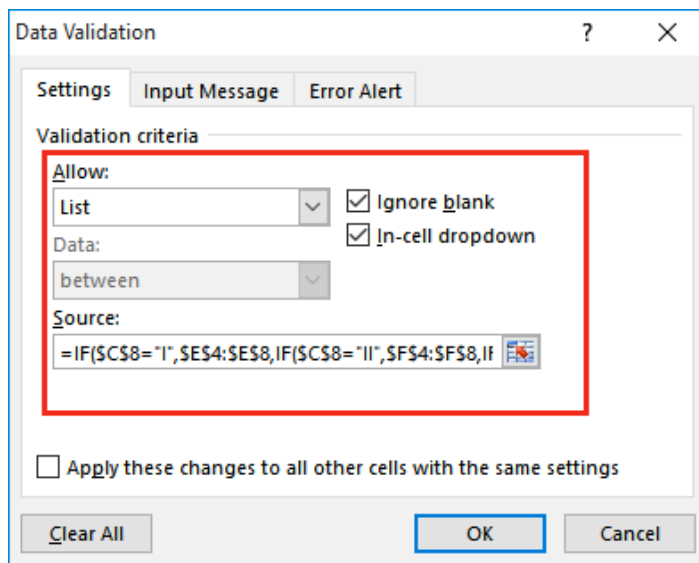 Data Validation ? ×
Settings Input Message Error Alert
Validation criteria
Allow:
List
Ignore blank
In-cell dropdown
Data:
between
Source:
=IF($C$8="I",$E$4:$E$8,IF($C$8="II",$F$4:$F$8,IF
Apply these changes to all other cells with the same settings
Clear All OK Cancel